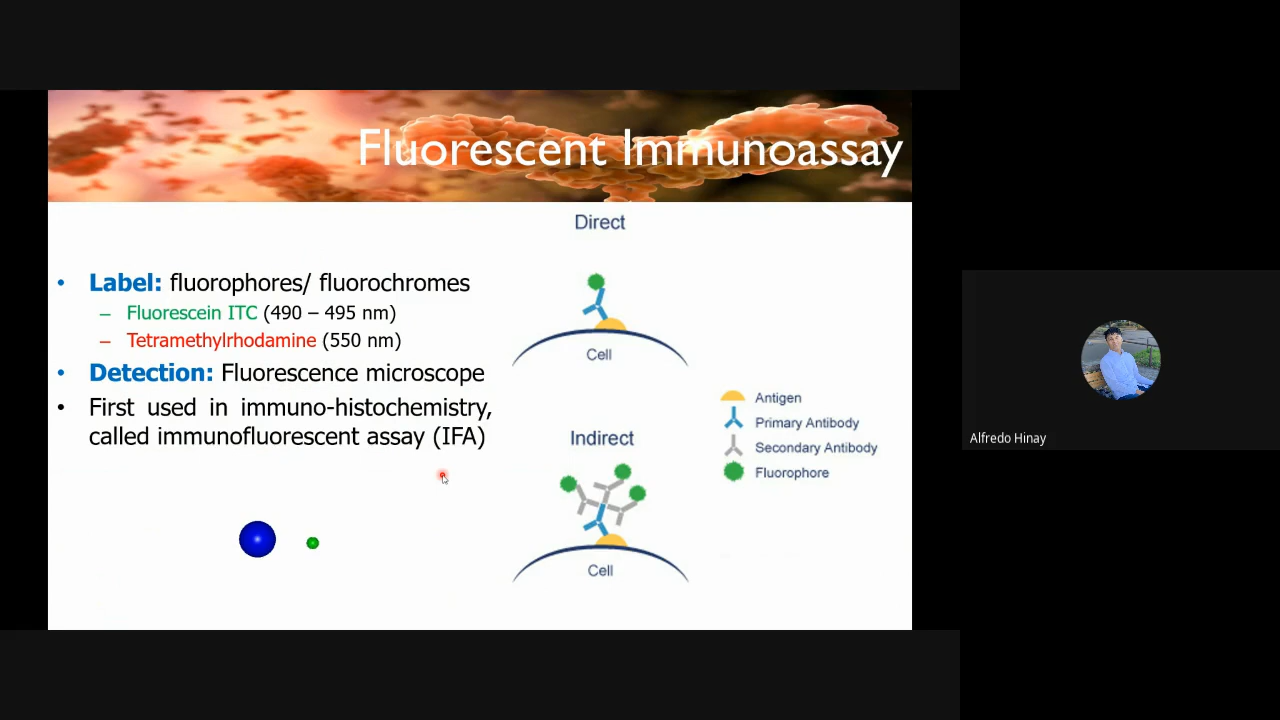 Fluorescent Immunoassay
Direct
• Label: fluorophores/ fluorochromes
– Fluorescein ITC (490 – 495 nm)
– Tetramethylrhodamine (550 nm)
• Detection: Fluorescence microscope
• First used in immuno-histochemistry,
called immunofluorescent assay (IFA)
Cell
Indirect
Cell
Antigen
Primary Antibody
Secondary Antibody
Fluorophore
Alfredo Hinay